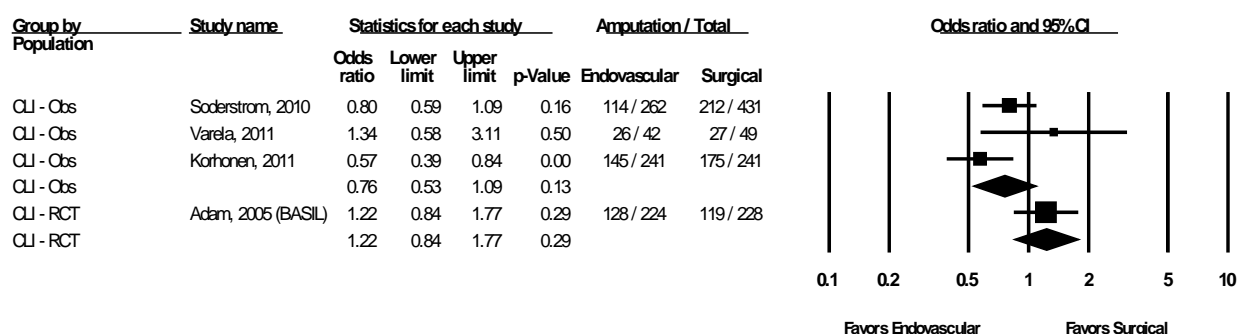 Group by Population Study name Statistics for each study Amputation / Total Odds ratio and 95% CI
Odds ratio Lower limit Upper limit p-Value Endovascular Surgical
CLI - Obs Soderstrom, 2010 0.80 0.59 1.09 0.16 114 / 262 212 / 431
CLI - Obs Varela, 2011 1.34 0.58 3.11 0.50 26 / 42 27 / 49
CLI - Obs Korhonen, 2011 0.57 0.39 0.84 0.00 145 / 241 175 / 241
CLI - Obs 0.76 0.53 1.09 0.13
CLI - RCT Adam, 2005 (BASIL) 1.22 0.84 1.77 0.29 128 / 224 119 / 228
CLI - RCT 1.22 0.84 1.77 0.29
0.1 0.2 0.5 1 2 5 10
Favors Endovascular Favors Surgical